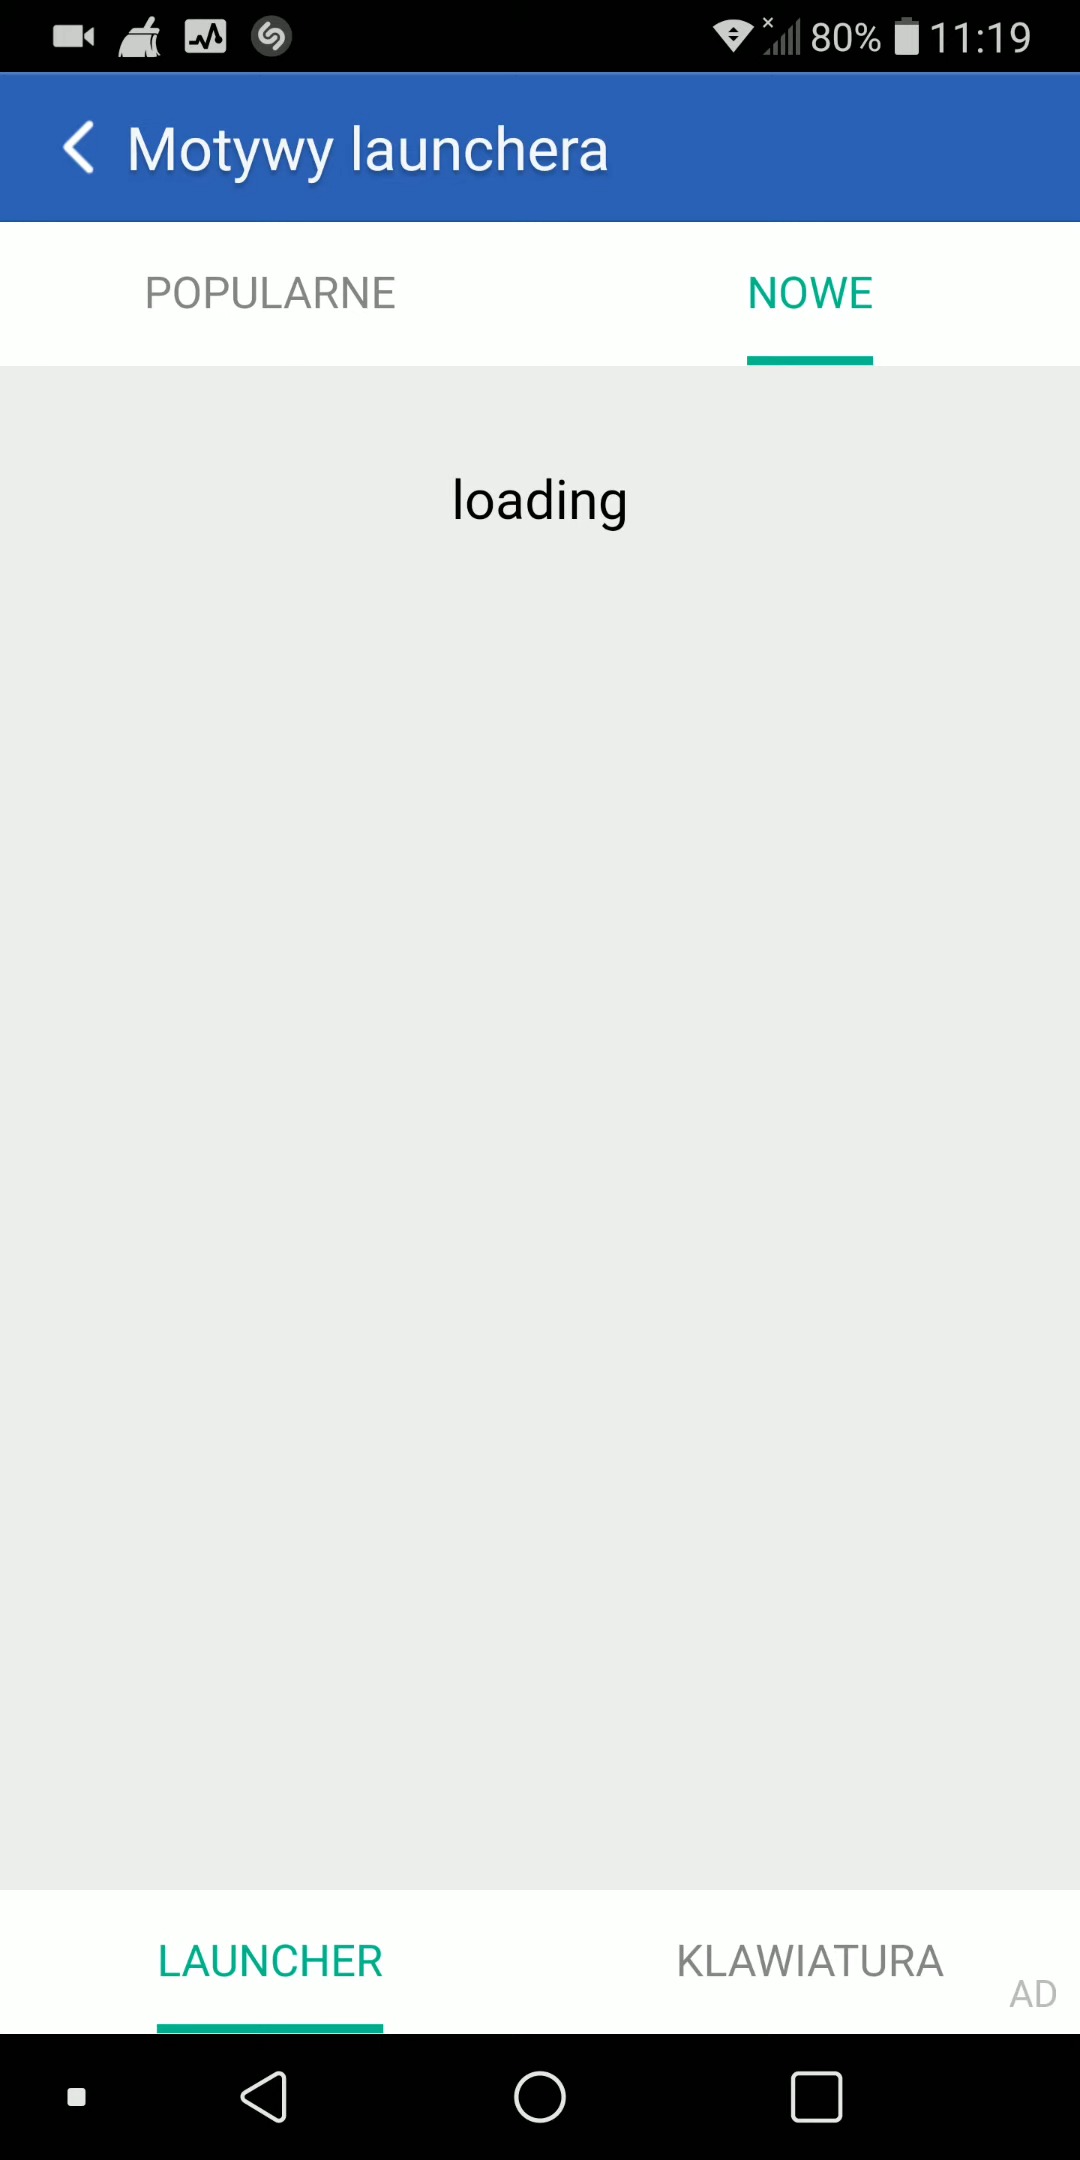 80% 11:19
Motywy launchera
POPULARNE NOWE
loading
LAUNCHER KLAWIATURA
AD